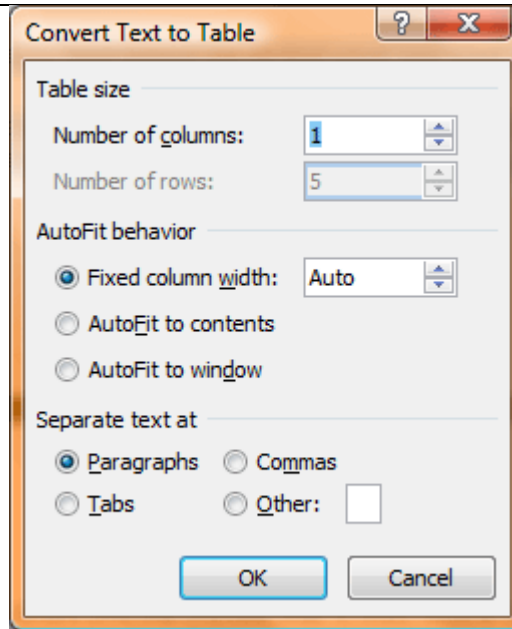 Convert Text to Table ?
Table size
Number of columns: 1
Number of rows: 5
AutoFit behavior
Fixed column width: Auto
AutoFit to contents
AutoFit to window
Separate text at
Paragraphs Commas
Tabs Other:
OK Cancel